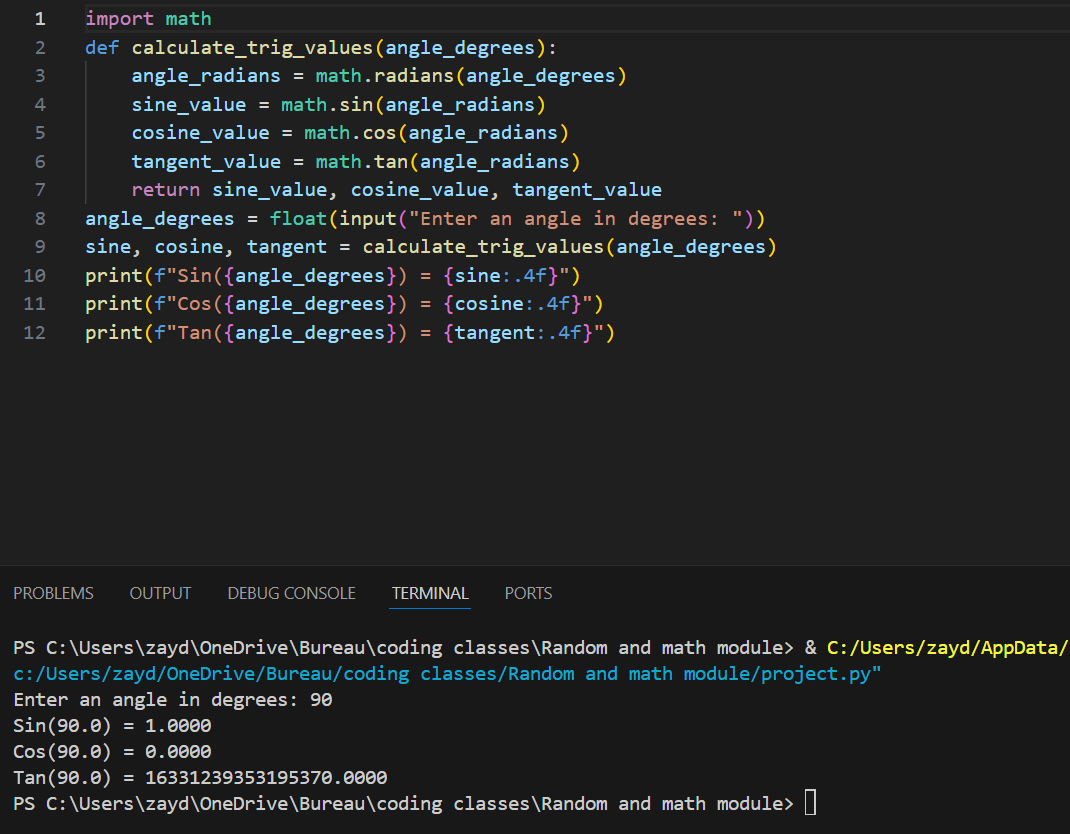 1 import math
2 def calculate_trig_values(angle_degrees):
3     angle_radians = math.radians(angle_degrees)
4     sine_value = math.sin(angle_radians)
5     cosine_value = math.cos(angle_radians)
6     tangent_value = math.tan(angle_radians)
7     return sine_value, cosine_value, tangent_value
8 angle_degrees = float(input("Enter an angle in degrees: "))
9 sine, cosine, tangent = calculate_trig_values(angle_degrees)
10 print(f"Sin({angle_degrees}) = {sine:.4f}")
11 print(f"Cos({angle_degrees}) = {cosine:.4f}")
12 print(f"Tan({angle_degrees}) = {tangent:.4f}")
PROBLEMS OUTPUT DEBUG CONSOLE TERMINAL PORTS
PS C:\Users\zayd\OneDrive\Bureau\coding classes\Random and math module> & C:/Users/zayd/AppData/
c:/Users/zayd/OneDrive/Bureau/coding classes/Random and math module/project.py"
Enter an angle in degrees: 90
Sin(90.0) = 1.0000
Cos(90.0) = 0.0000
Tan(90.0) = 16331239353195370.0000
PS C:\Users\zayd\OneDrive\Bureau\coding classes\Random and math module>